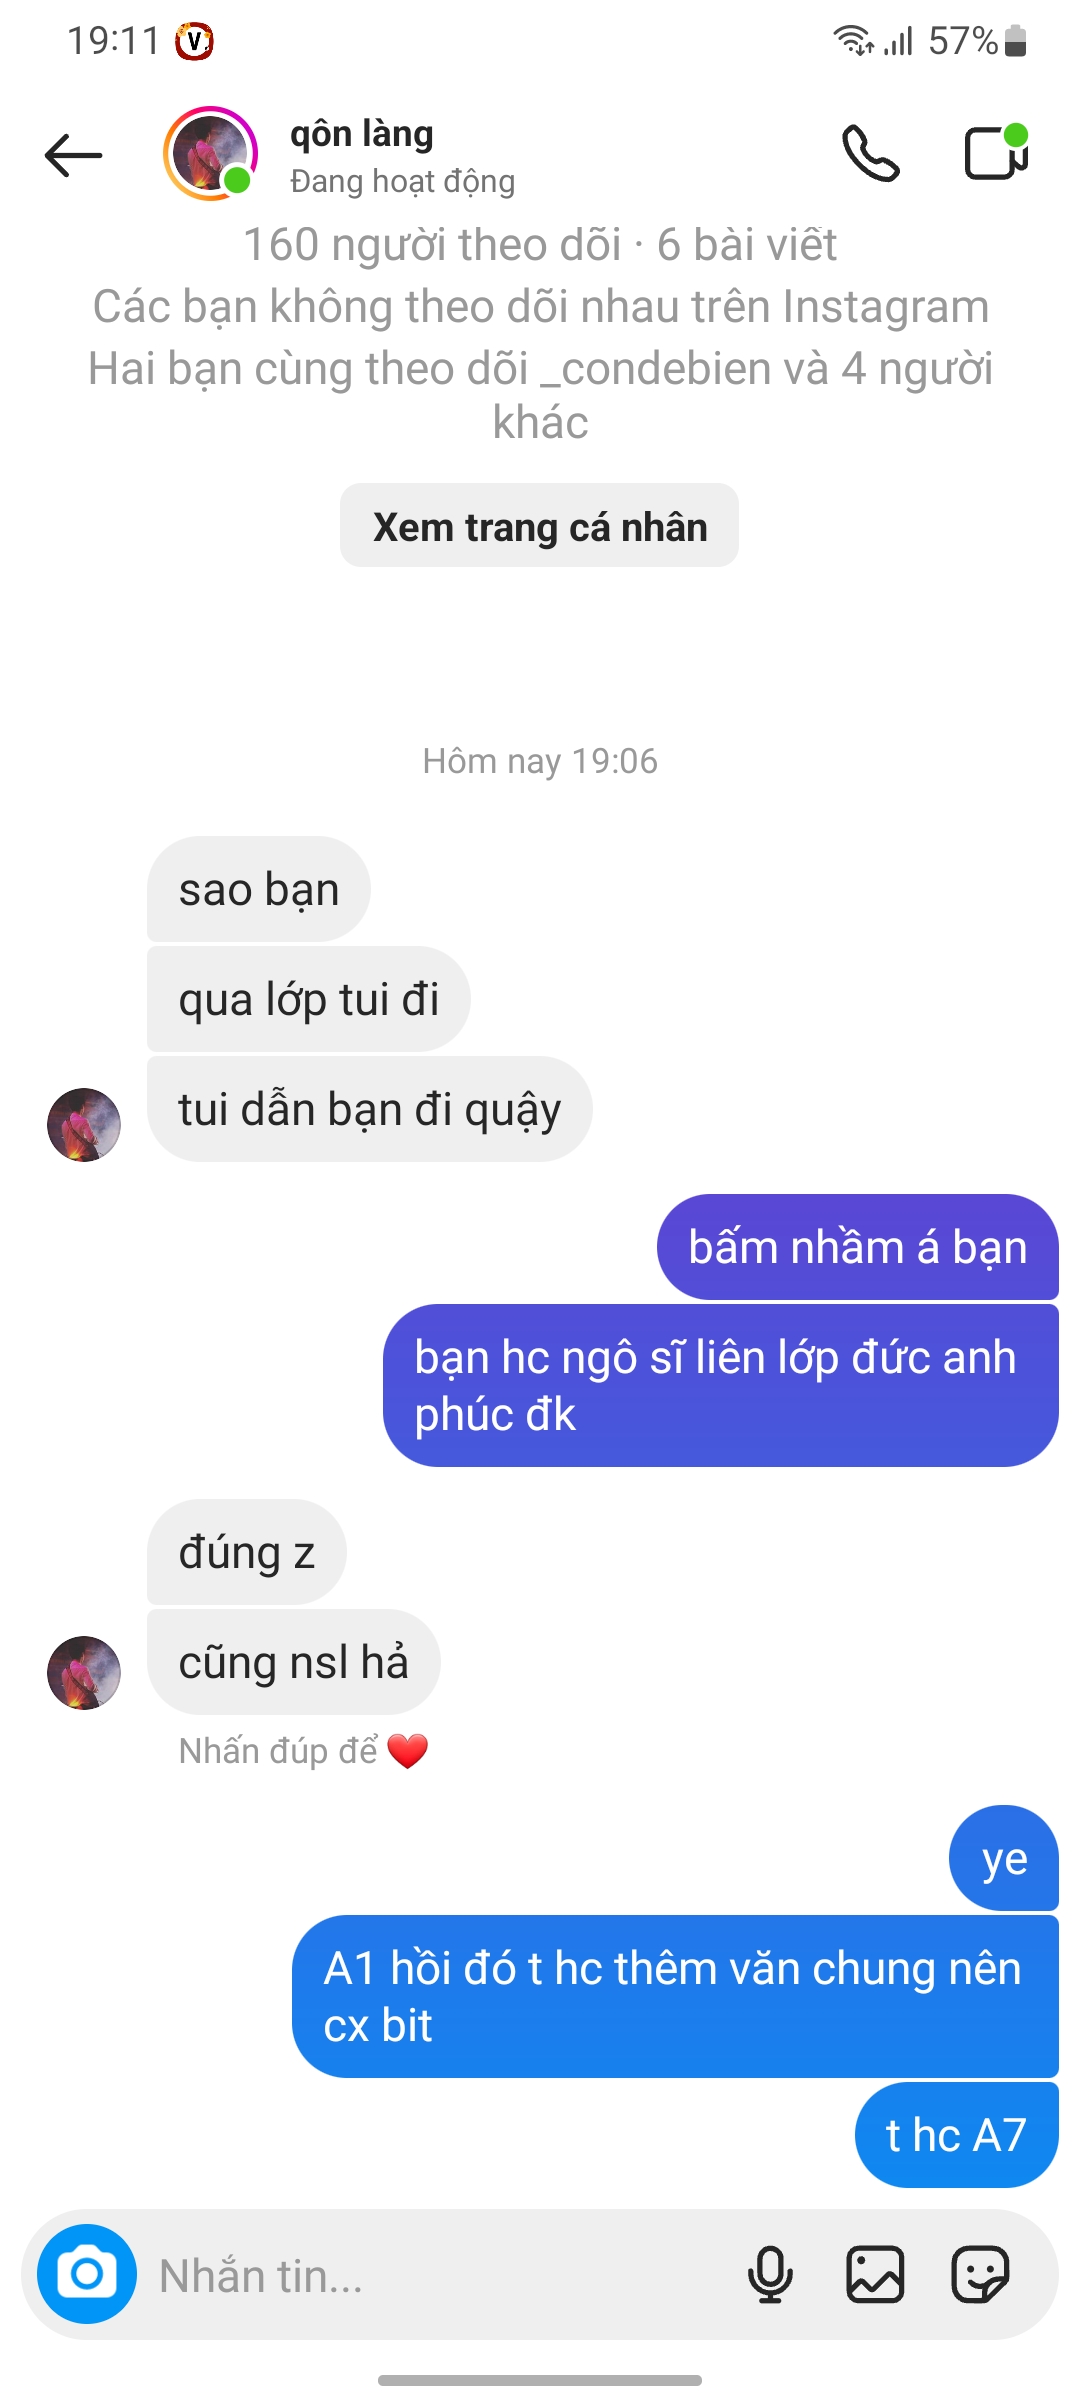 19:11 V 57%
qôn làng
Đang hoạt động
160 người theo dõi · 6 bài viết
Các bạn không theo dõi nhau trên Instagram
Hai bạn cùng theo dõi _condebien và 4 người
khác
Xem trang cá nhân
Hôm nay 19:06
sao bạn
qua lớp tui đi
tui dẫn bạn đi quậy
bấm nhầm á bạn
bạn hc ngô sĩ liên lớp đức anh
phúc đk
đúng z
cũng nsl hả
Nhấn đúp để ❤️
ye
A1 hồi đó t hc thêm văn chung nên
cx bit
t hc A7
Nhắn tin...